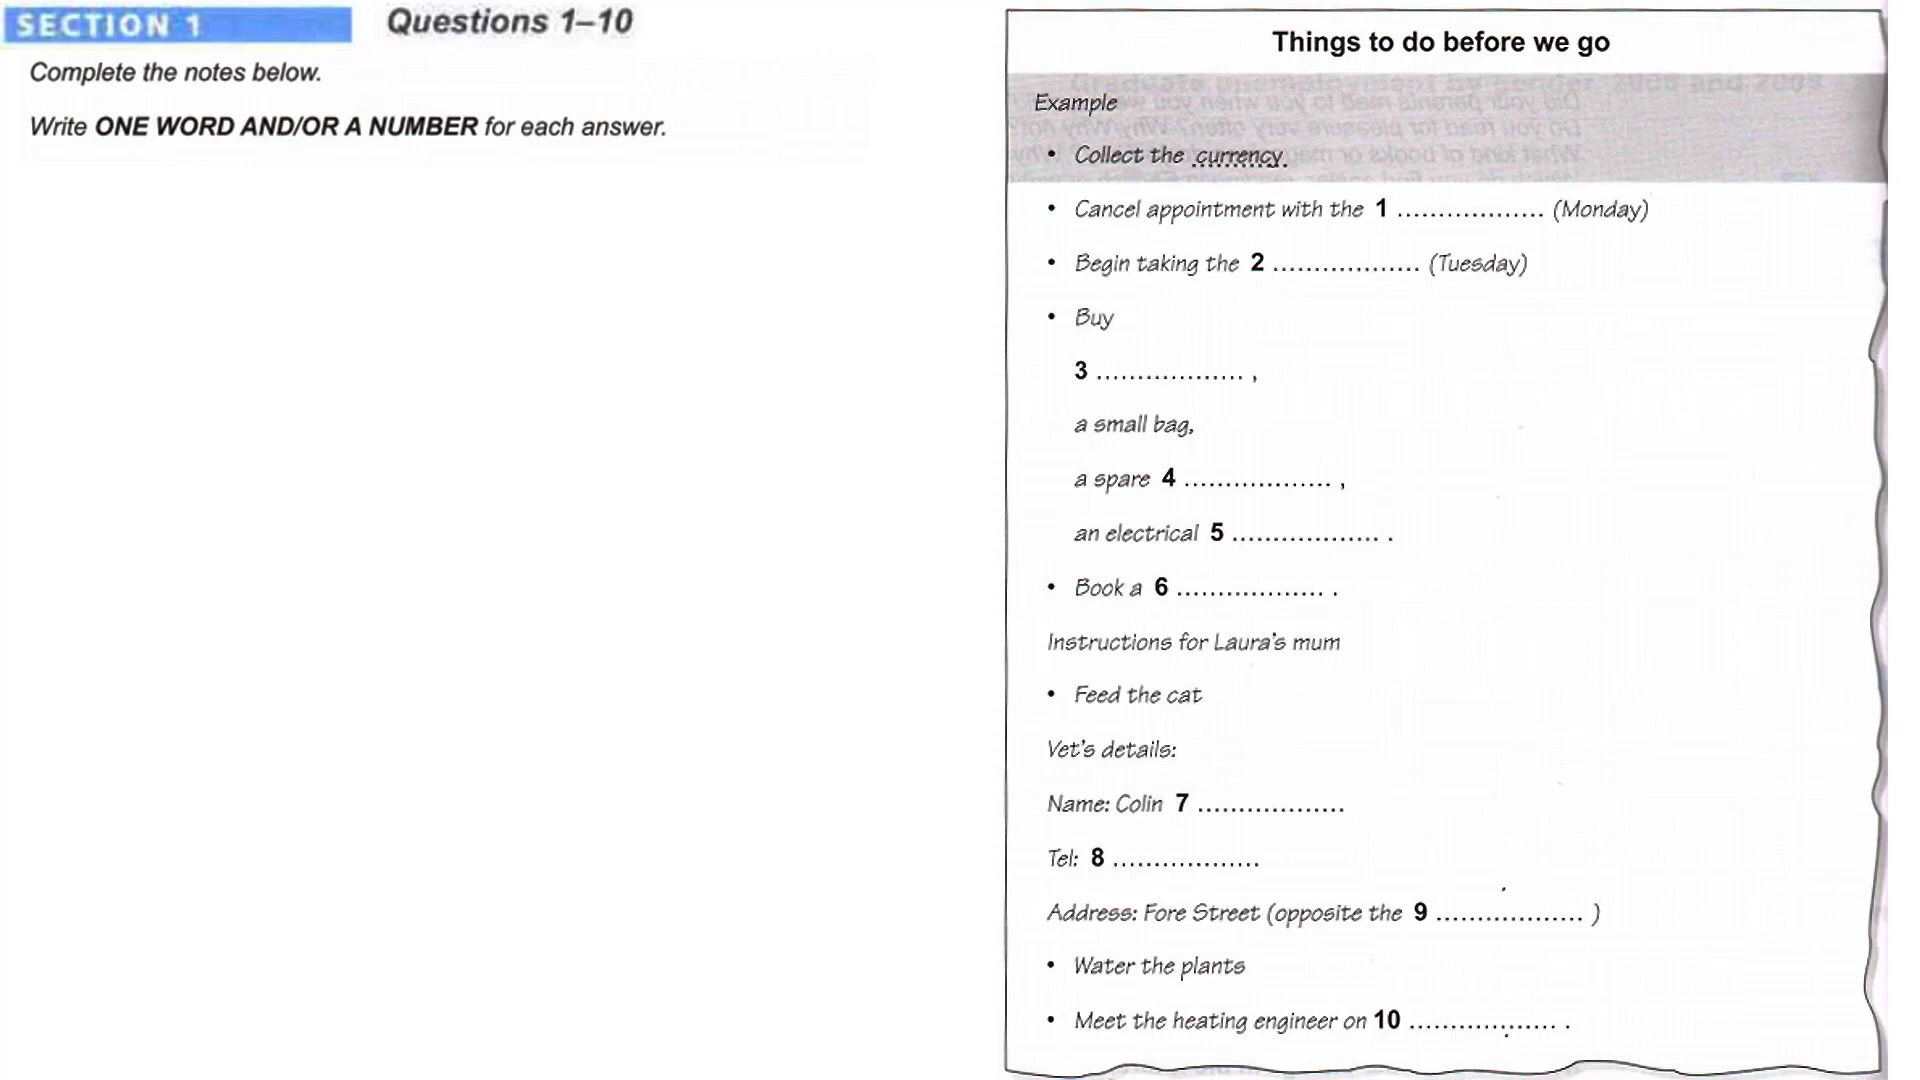 SECTION 1
Questions 1–10
Complete the notes below.
Write ONE WORD AND/OR A NUMBER for each answer.
Things to do before we go
Example
• Collect the currency.
• Cancel appointment with the 1 .................. (Monday)
• Begin taking the 2 .................. (Tuesday)
• Buy
3 .................. ,
a small bag,
a spare 4 .................. ,
an electrical 5 .................. .
• Book a 6 .................. .
Instructions for Laura's mum
• Feed the cat
Vet's details:
Name: Colin 7 ..................
Tel: 8 ..................
Address: Fore Street (opposite the 9 .................. )
• Water the plants
• Meet the heating engineer on 10 .................. .